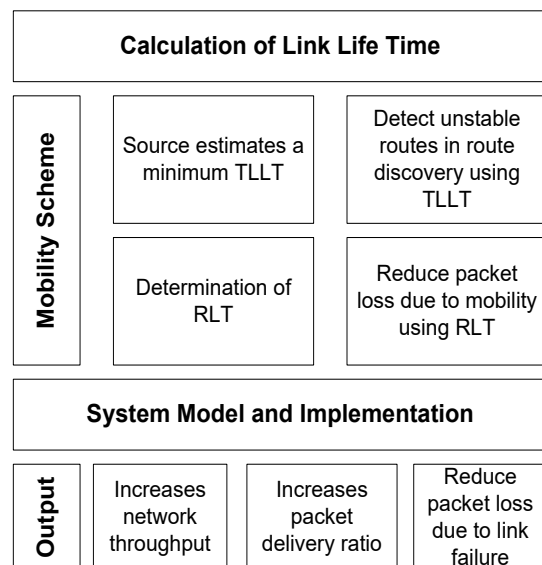 Calculation of Link Life Time
Mobility Scheme
Source estimates a
minimum TLLT
Detect unstable
routes in route
discovery using
TLLT
Determination of
RLT
Reduce packet
loss due to mobility
using RLT
System Model and Implementation
Output
Increases
network
throughput
Increases
packet
delivery ratio
Reduce
packet loss
due to link
failure